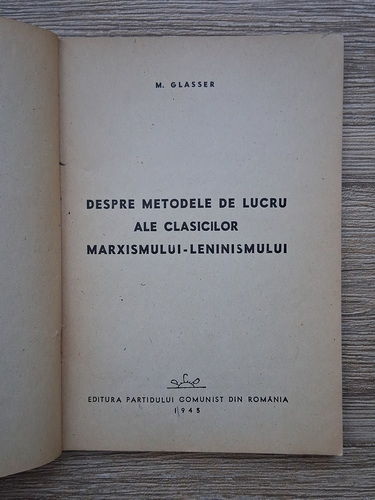 M. GLASSER
DESPRE METODELE DE LUCRU
ALE CLASICILOR
MARXISMULUI-LENINISMULUI
EDITURA PARTIDULUI COMUNIST DIN ROMÂNIA
1945